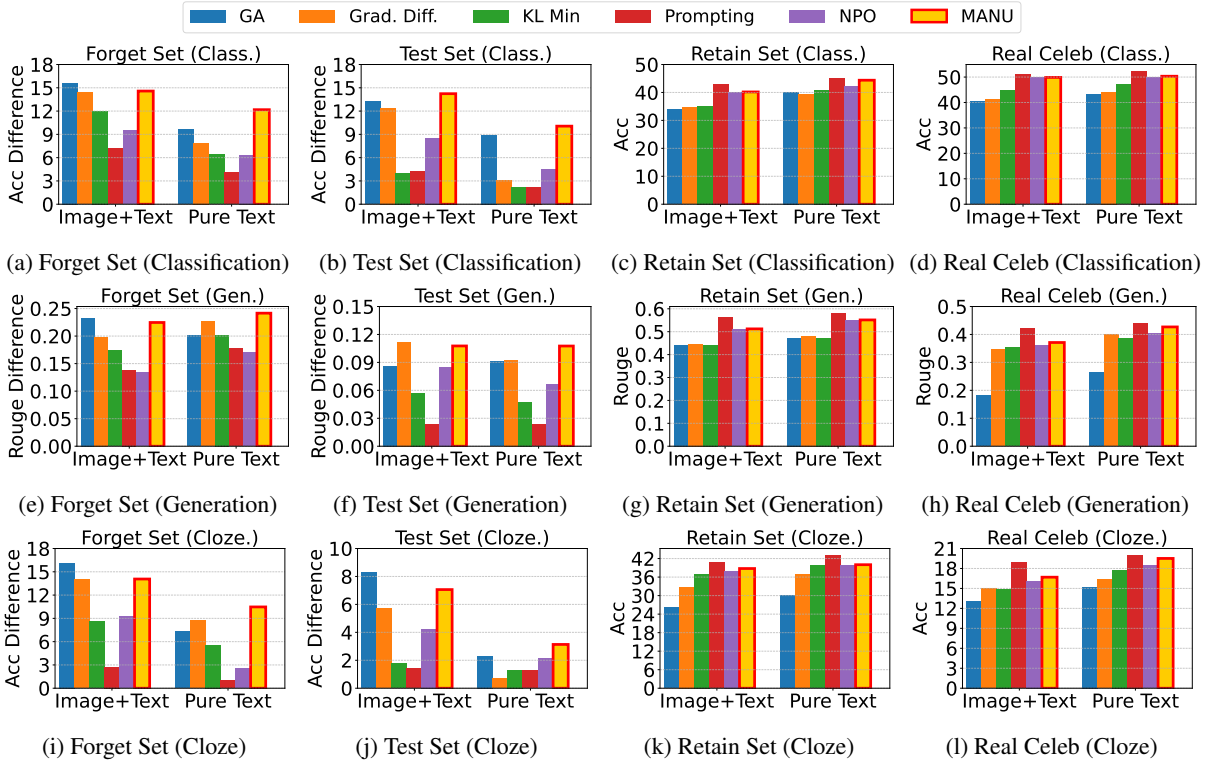 GA Grad. Diff. KL Min Prompting NPO MANU
Forget Set (Class.)
Acc Difference
18
15
12
9
6
3
0
Image+Text Pure Text
(a) Forget Set (Classification)
Test Set (Class.)
Acc Difference
18
15
12
9
6
3
0
Image+Text Pure Text
(b) Test Set (Classification)
Retain Set (Class.)
Acc
50
40
30
20
10
0
Image+Text Pure Text
(c) Retain Set (Classification)
Real Celeb (Class.)
Acc
50
40
30
20
10
0
Image+Text Pure Text
(d) Real Celeb (Classification)
Forget Set (Gen.)
Rouge Difference
0.25
0.20
0.15
0.10
0.05
0.00
Image+Text Pure Text
(e) Forget Set (Generation)
Test Set (Gen.)
Rouge Difference
0.15
0.12
0.09
0.06
0.03
0.00
Image+Text Pure Text
(f) Test Set (Generation)
Retain Set (Gen.)
Rouge
0.6
0.5
0.4
0.3
0.2
0.1
0.0
Image+Text Pure Text
(g) Retain Set (Generation)
Real Celeb (Gen.)
Rouge
0.5
0.4
0.3
0.2
0.1
0.0
Image+Text Pure Text
(h) Real Celeb (Generation)
Forget Set (Cloze.)
Acc Difference
18
15
12
9
6
3
0
Image+Text Pure Text
(i) Forget Set (Cloze)
Test Set (Cloze.)
Acc Difference
10
8
6
4
2
0
Image+Text Pure Text
(j) Test Set (Cloze)
Retain Set (Cloze.)
Acc
42
36
30
24
18
12
6
0
Image+Text Pure Text
(k) Retain Set (Cloze)
Real Celeb (Cloze.)
Acc
21
18
15
12
9
6
3
0
Image+Text Pure Text
(l) Real Celeb (Cloze)